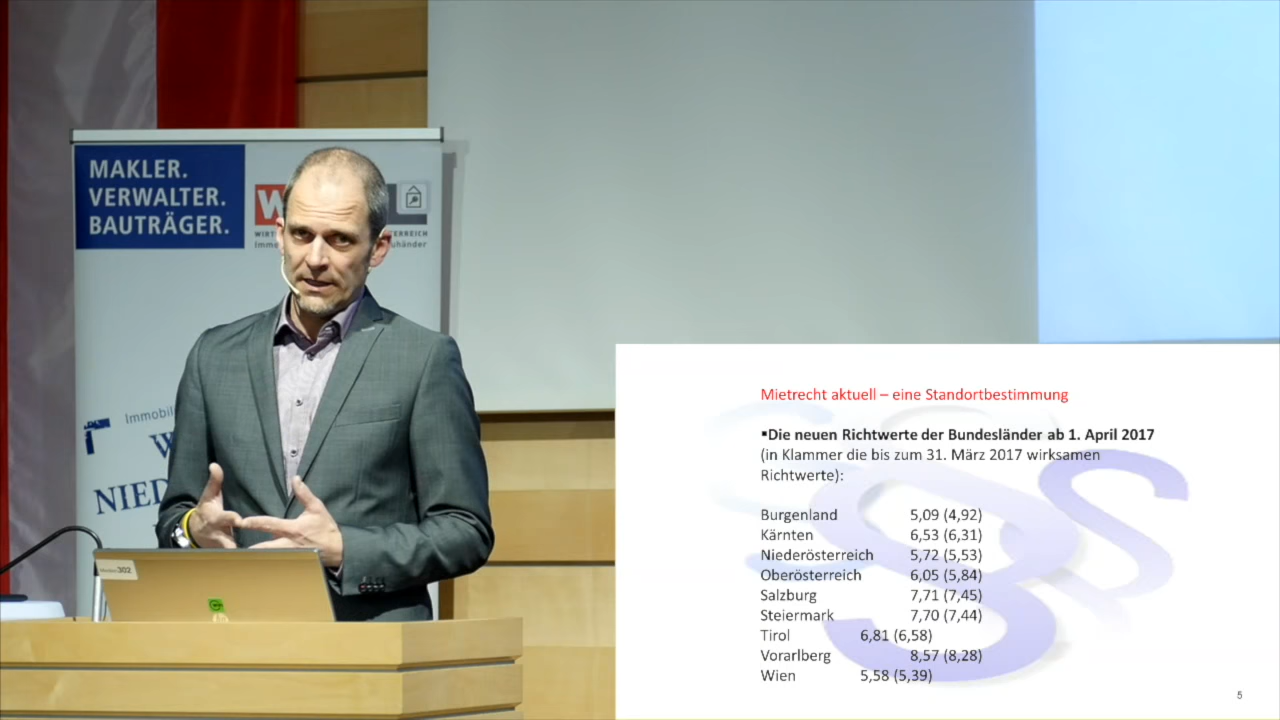 MAKLER.
VERWALTER.
BAUTRÄGER.
Mietrecht aktuell – eine Standortbestimmung
▪Die neuen Richtwerte der Bundesländer ab 1. April 2017
(in Klammer die bis zum 31. März 2017 wirksamen
Richtwerte):
Burgenland 5,09 (4,92)
Kärnten 6,53 (6,31)
Niederösterreich 5,72 (5,53)
Oberösterreich 6,05 (5,84)
Salzburg 7,71 (7,45)
Steiermark 7,70 (7,44)
Tirol 6,81 (6,58)
Vorarlberg 8,57 (8,28)
Wien 5,58 (5,39)
5
302